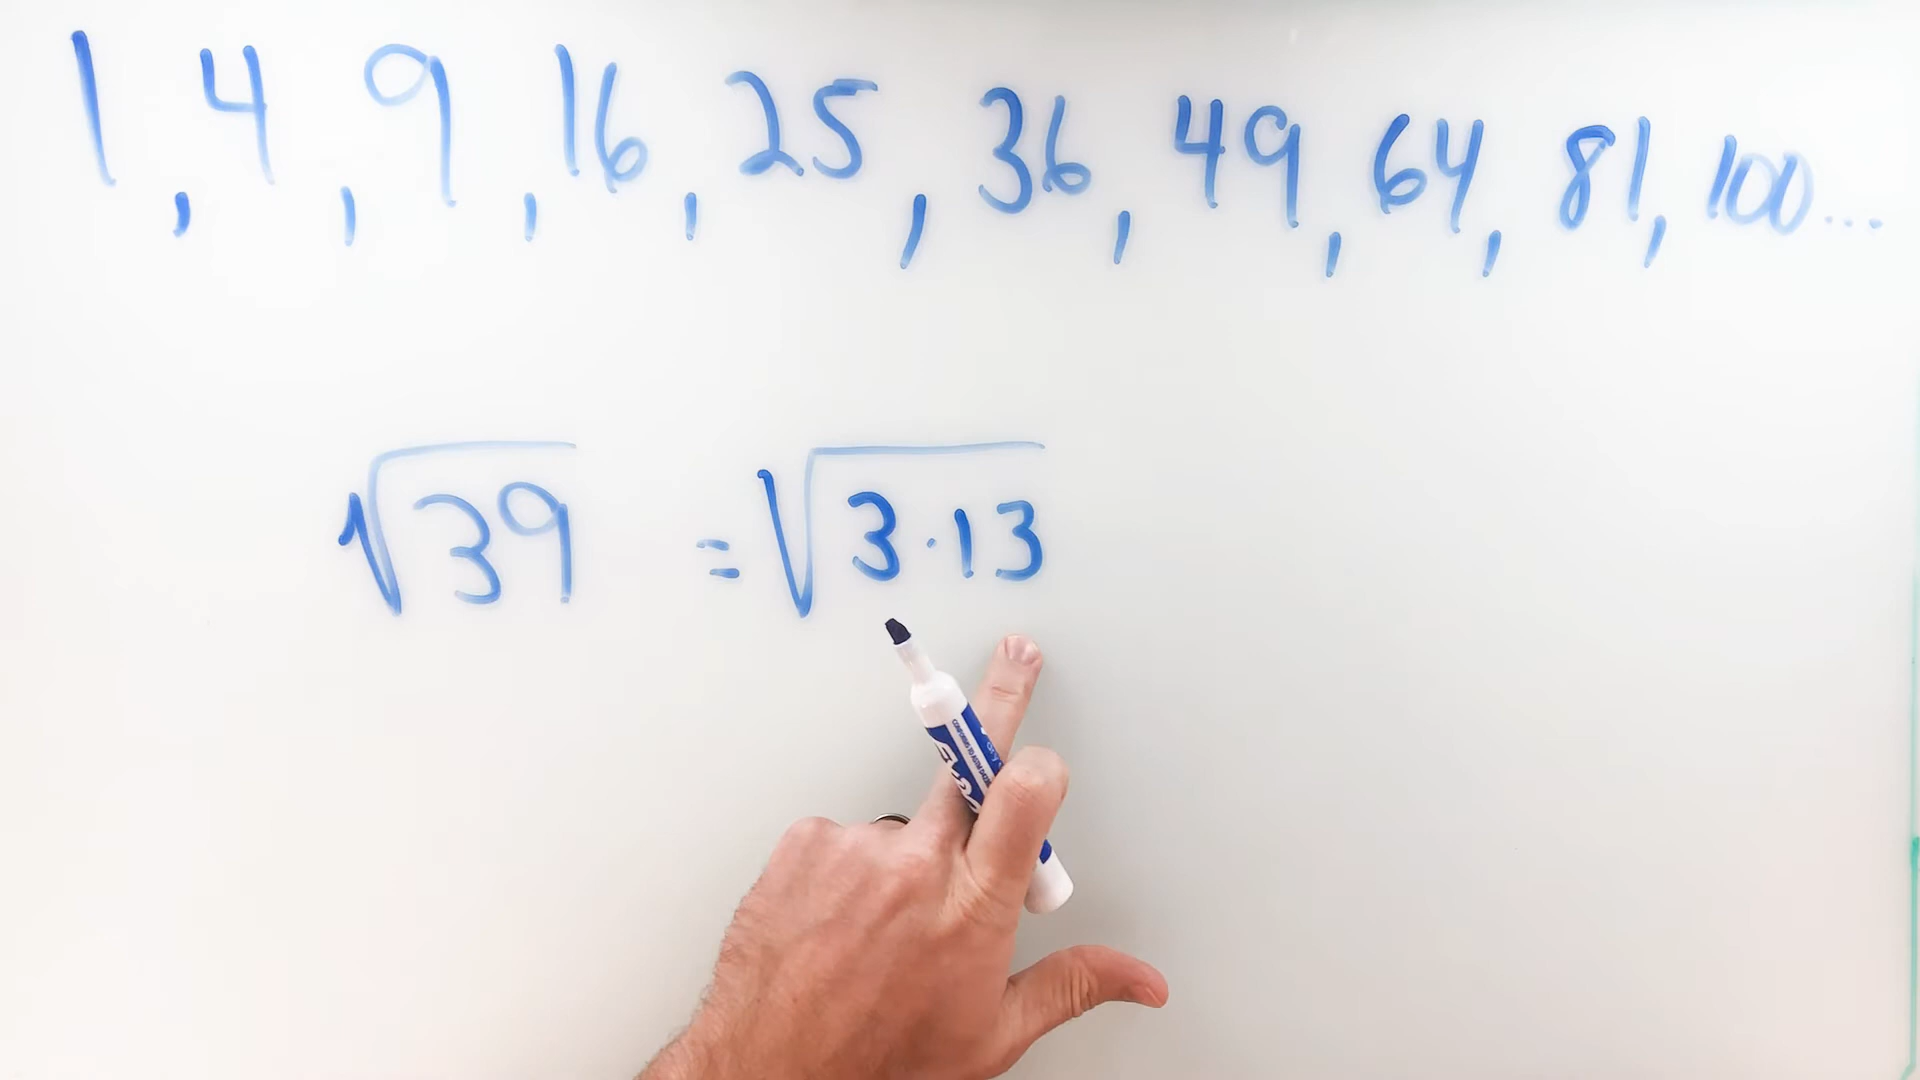 1, 4, 9, 16, 25, 36, 49, 64, 81, 100...
√39 = √3·13